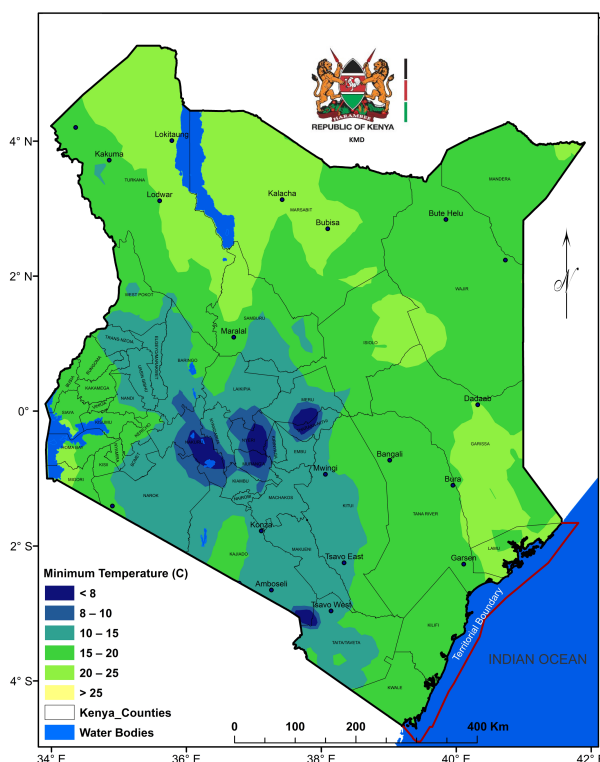 HARAMBEE
REPUBLIC OF KENYA
KMD
4° N
2° N
0°
2° S
4° S
34° E
36° E
38° E
40° E
42° E
Lokitaung
Kakuma
TURKANA
Lodwar
Kalacha
MARSABIT
Bubisa
MANDERA
Bute Helu
WAJIR
WEST POKOT
SAMBURU
Maralal
ISIOLO
TRANS-NZOIA
BARINGO
BUNGOMA
BUSIA
KAKAMEGA
NANDI
LAIKIPIA
MERU
SIAYA
Dadaab
GARISSA
EMBU
Mwingi
Bangali
Bura
KISII
MIGORI
KIAMBU
NAROK
MACHAKOS
KITUI
TANA RIVER
Konza
MAKUENI
KAJIADO
Tsavo East
LAMU
Garsen
Amboseli
Tsavo West
KILIFI
TAITA/TAVETA
KWALE
Territorial Boundary
INDIAN OCEAN
Minimum Temperature (C)
< 8
8 – 10
10 – 15
15 – 20
20 – 25
> 25
Kenya_Counties
Water Bodies
0 100 200 400 Km
N